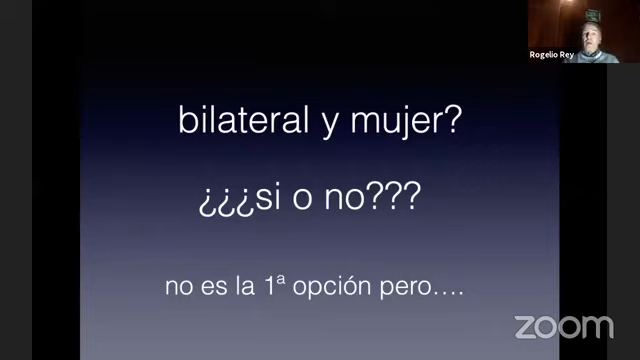 Rogelio Rey
bilateral y mujer?
¿¿¿si o no???
no es la 1ª opción pero....
zoom